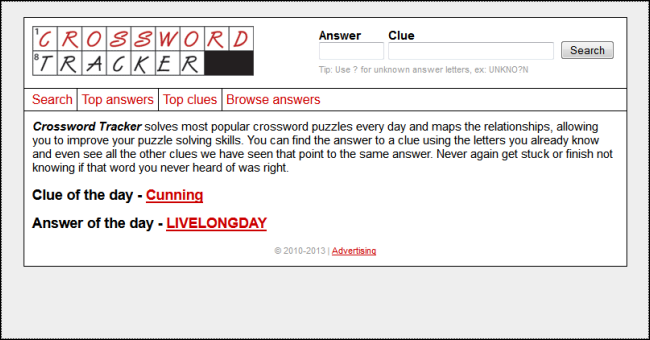 1 CROSSWORD
8 TRACKER
Answer Clue
Search
Tip: Use ? for unknown answer letters, ex: UNKNO?N
Search Top answers Top clues Browse answers
Crossword Tracker solves most popular crossword puzzles every day and maps the relationships, allowing
you to improve your puzzle solving skills. You can find the answer to a clue using the letters you already know
and even see all the other clues we have seen that point to the same answer. Never again get stuck or finish not
knowing if that word you never heard of was right.
Clue of the day - Cunning
Answer of the day - LIVELONGDAY
© 2010-2013 | Advertising